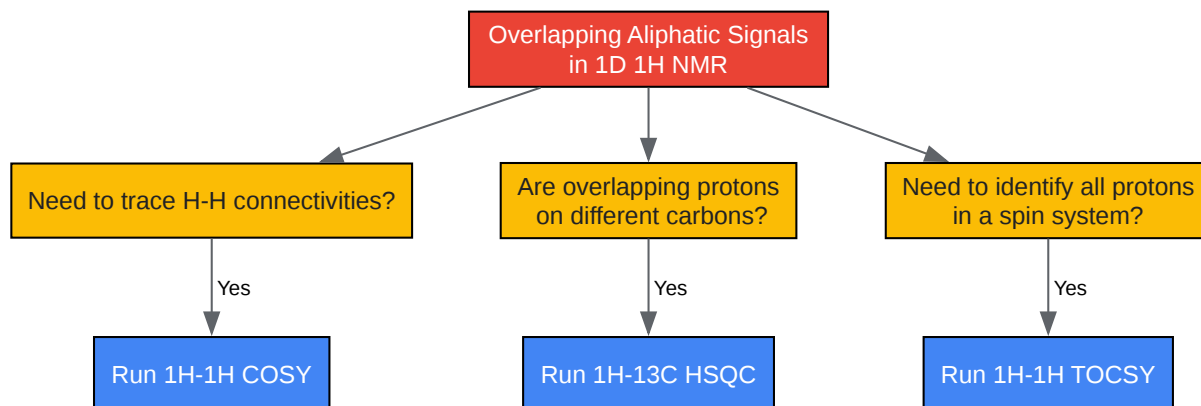 Overlapping Aliphatic Signals
in 1D 1H NMR
Need to trace H-H connectivities?
Are overlapping protons
on different carbons?
Need to identify all protons
in a spin system?
Yes
Yes
Yes
Run 1H-1H COSY
Run 1H-13C HSQC
Run 1H-1H TOCSY